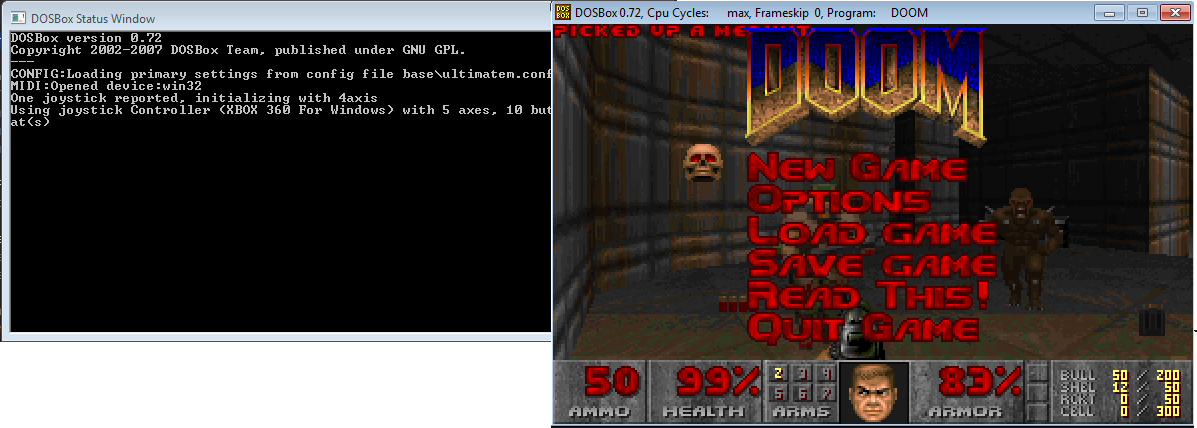 DOSBox Status Window
DOSBox version 0.72
Copyright 2002-2007 DOSBox Team, published under GNU GPL.
---
CONFIG:Loading primary settings from config file base\ultimatem.conf
MIDI:Opened device:win32
One joystick reported, initializing with 4axis
Using joystick Controller (XBOX 360 For Windows) with 5 axes, 10 but
at(s)
DOS
BOX
DOSBox 0.72, Cpu Cycles: max, Frameskip 0, Program: DOOM
PICKED UP A
DOOM
NEW GAME
OPTIONS
LOAD GAME
SAVE GAME
READ THIS!
QUIT GAME
50 99% 2 3 4 83%
5 6 7
AMMO HEALTH ARMS ARMOR
BULL 50 / 200
SHEL 12 / 50
RCKT 0 / 50
CELL 0 / 300